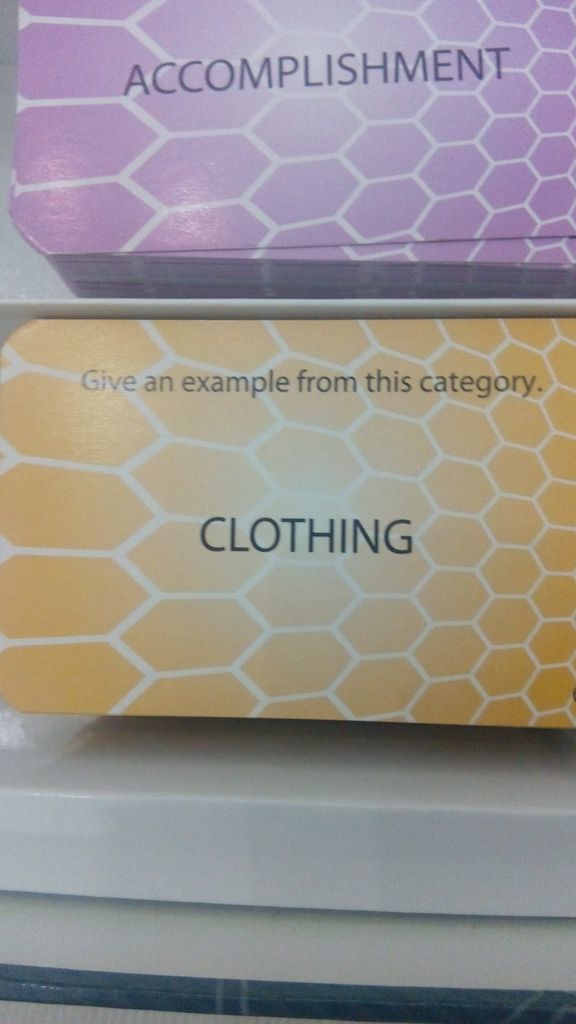 ACCOMPLISHMENT
Give an example from this category.
CLOTHING